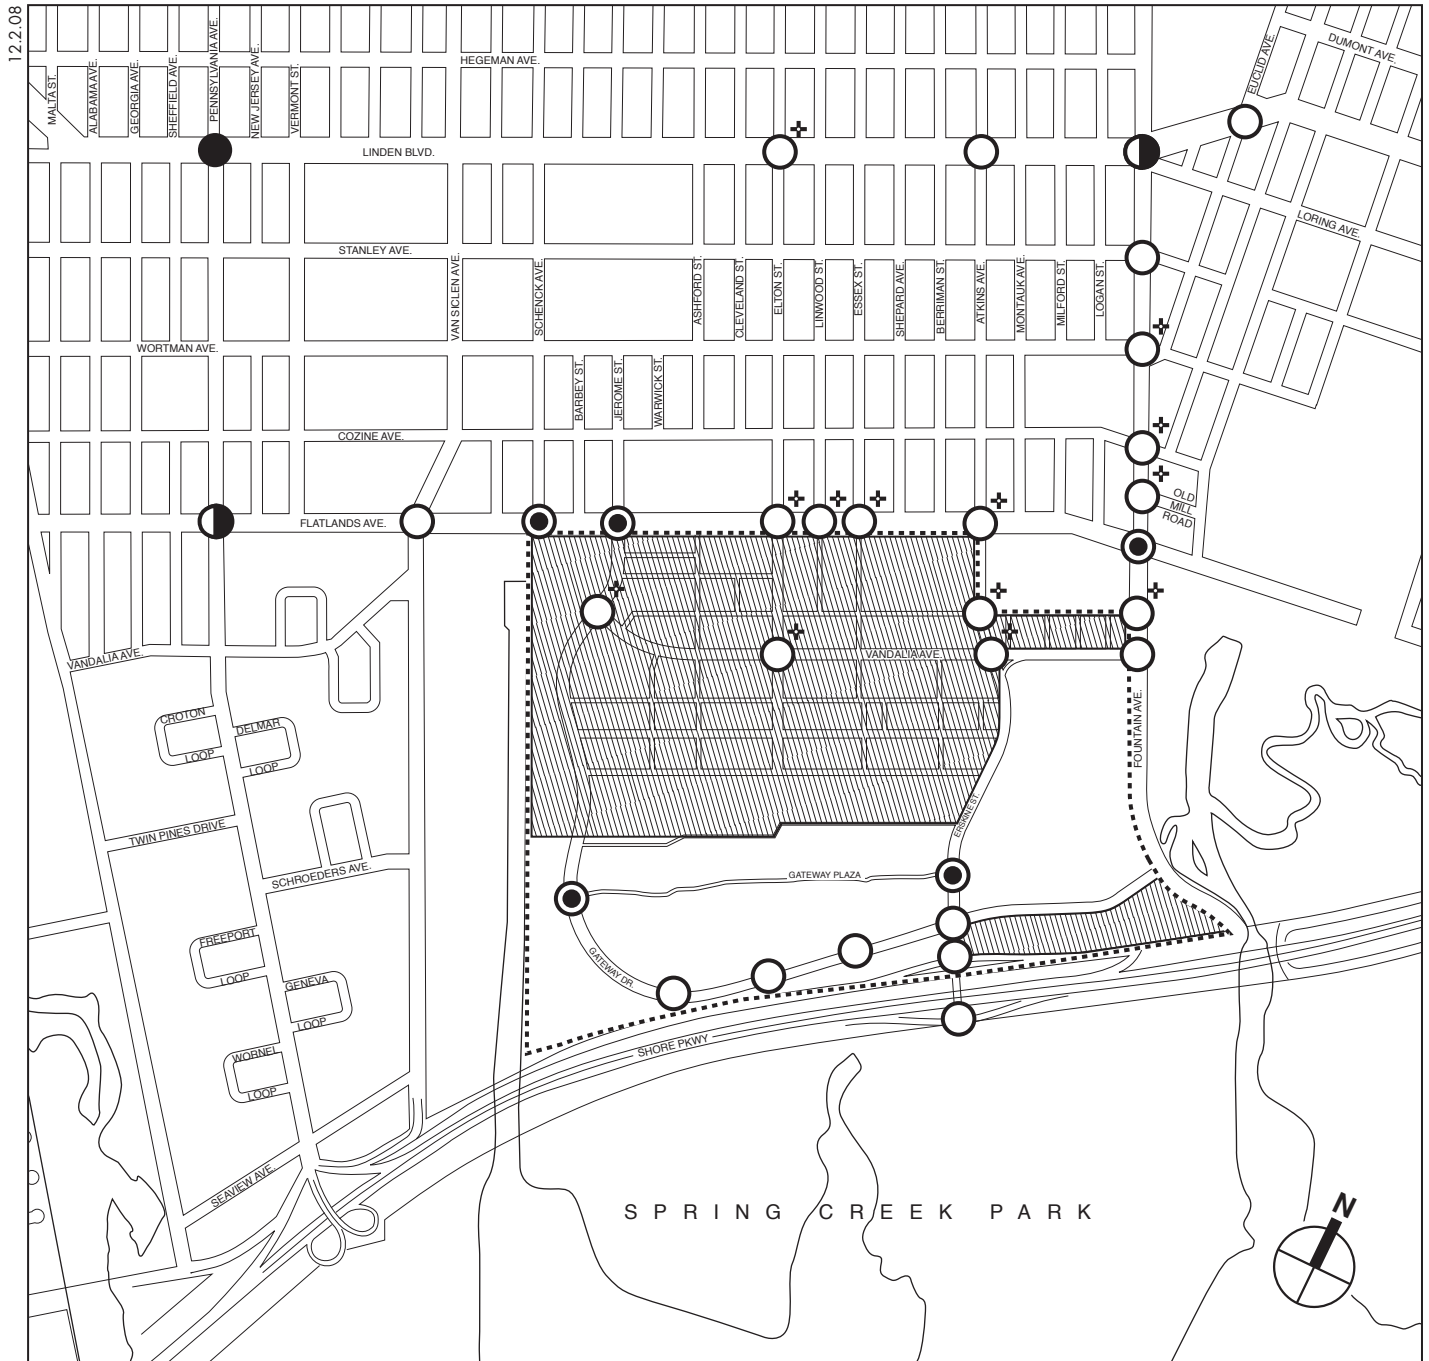 12.2.08
HEGEMAN AVE.
DUMONT AVE.
EUCLID AVE.
MALTA ST.
ALABAMA AVE.
GEORGIA AVE.
SHEFFIELD AVE.
PENNSYLVANIA AVE.
NEW JERSEY AVE.
VERMONT ST.
LINDEN BLVD.
LORING AVE.
STANLEY AVE.
VAN SICLEN AVE.
SCHENCK AVE.
ASHFORD ST.
CLEVELAND ST.
ELTON ST.
LINWOOD ST.
ESSEX ST.
SHEPARD AVE.
BERRIMAN ST.
ATKINS AVE.
MONTAUK AVE.
MILFORD ST.
LOGAN ST.
WORTMAN AVE.
BARBEY ST.
JEROME ST.
WARWICK ST.
COZINE AVE.
OLD
MILL
ROAD
FLATLANDS AVE.
VANDALIA AVE.
VANDALIA AVE.
FOUNTAIN AVE.
CROTON
LOOP
DELMAR
LOOP
ERSKINE ST.
TWIN PINES DRIVE
SCHROEDERS AVE.
GATEWAY PLAZA
FREEPORT
LOOP
GATEWAY DR.
GENEVA
LOOP
SHORE PKWY
WORNEL
LOOP
SEAVIEW AVE.
SPRING CREEK PARK
N